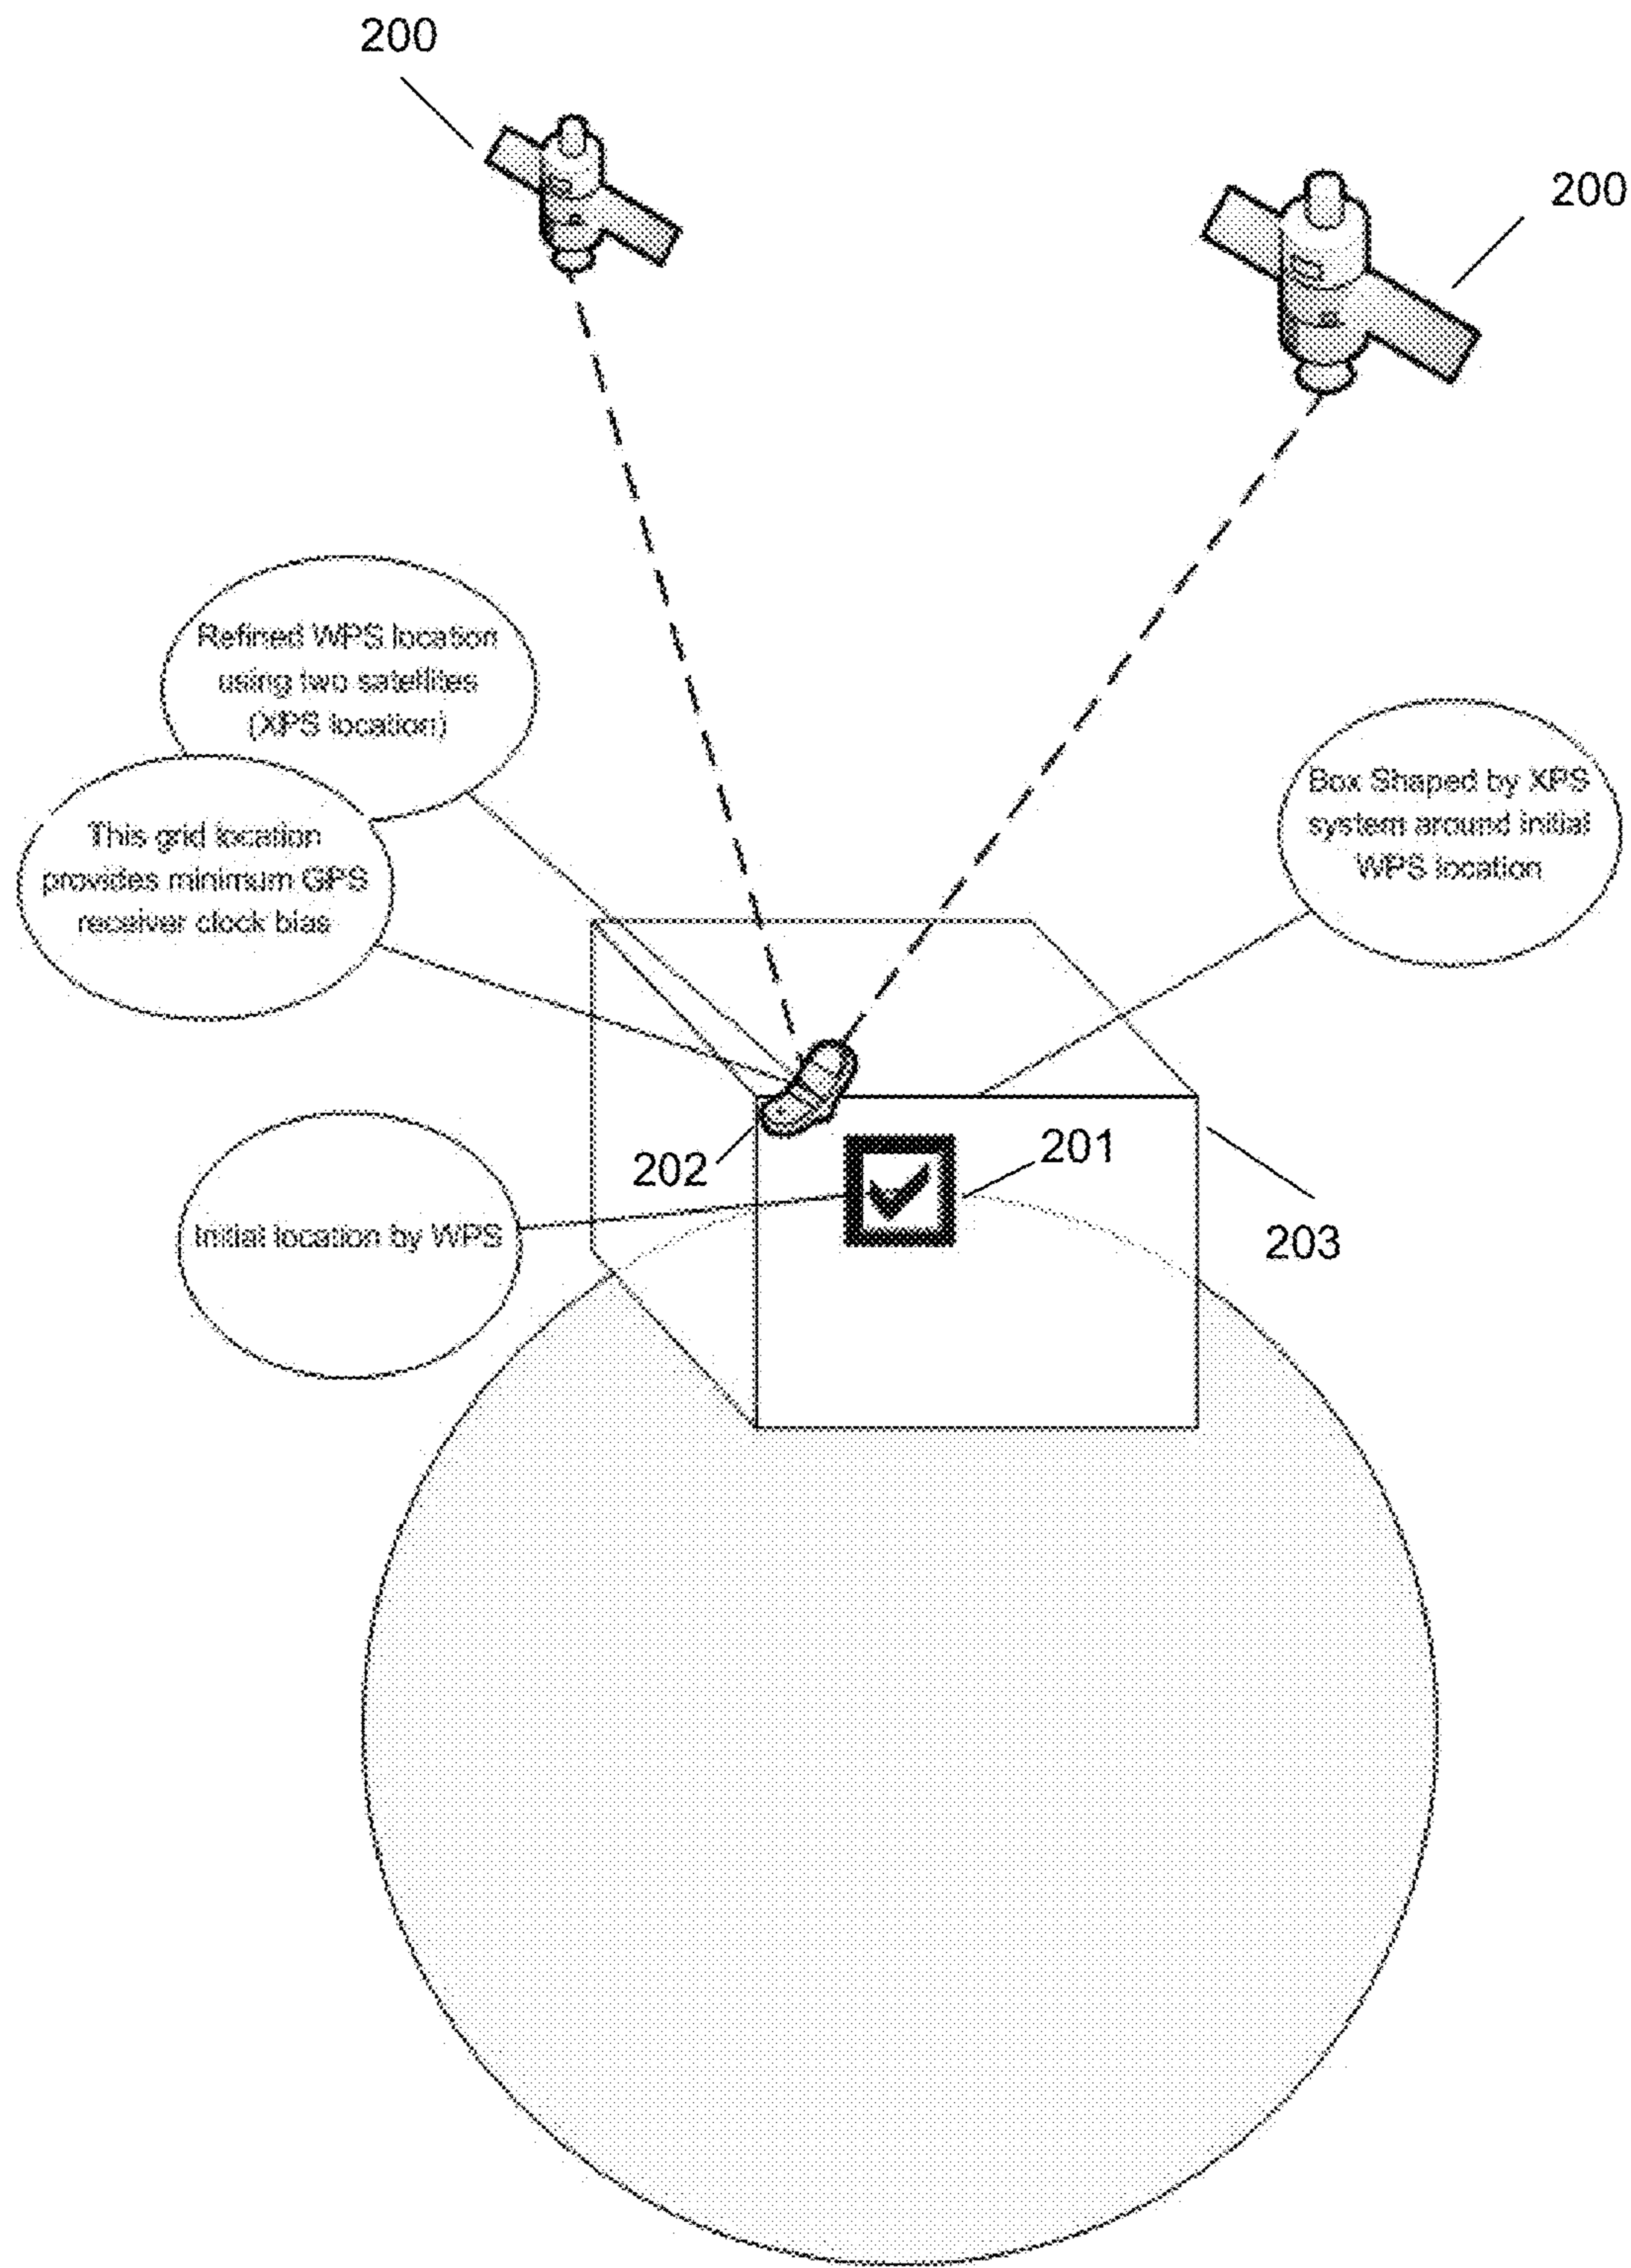 200
200
Refined WPS location
using two satellites
(XPS location)
This grid location
provides minimum GPS
receiver clock bias
Box Shaped by XPS
system around initial
WPS location
202
201
203
Initial location by WPS